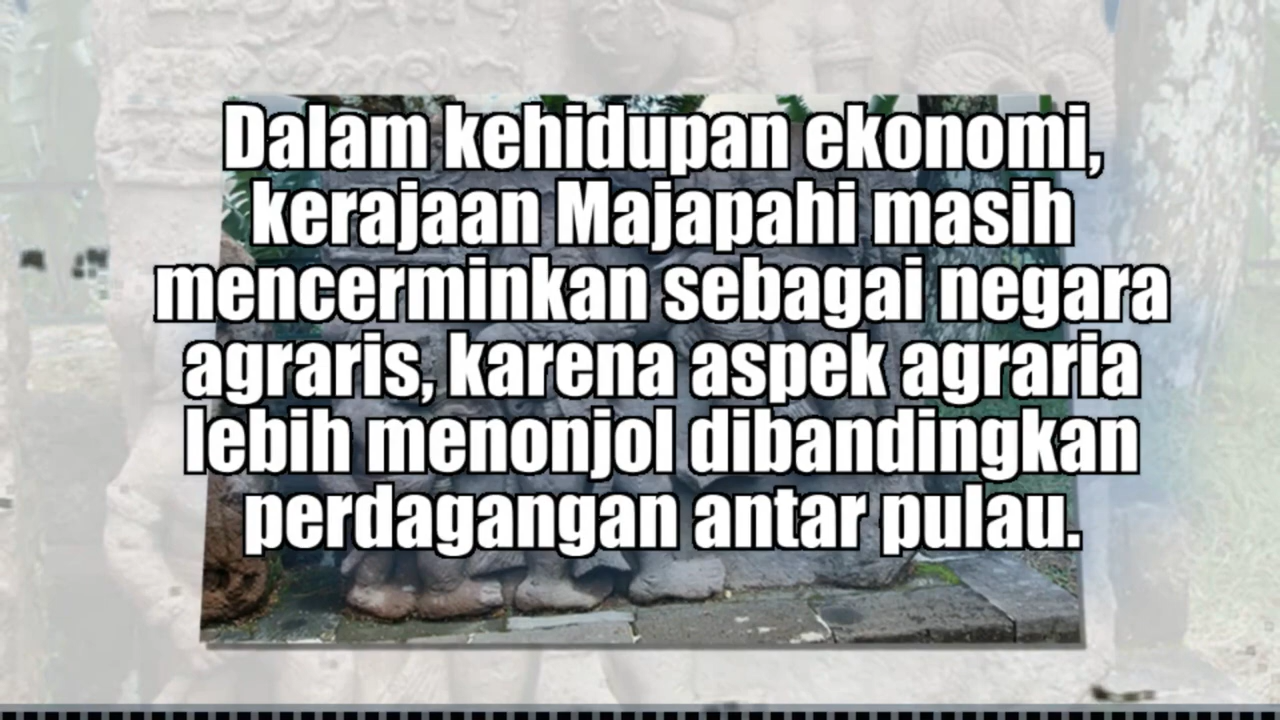 Dalam kehidupan ekonomi,
kerajaan Majapahi masih
mencerminkan sebagai negara
agraris, karena aspek agraria
lebih menonjol dibandingkan
perdagangan antar pulau.